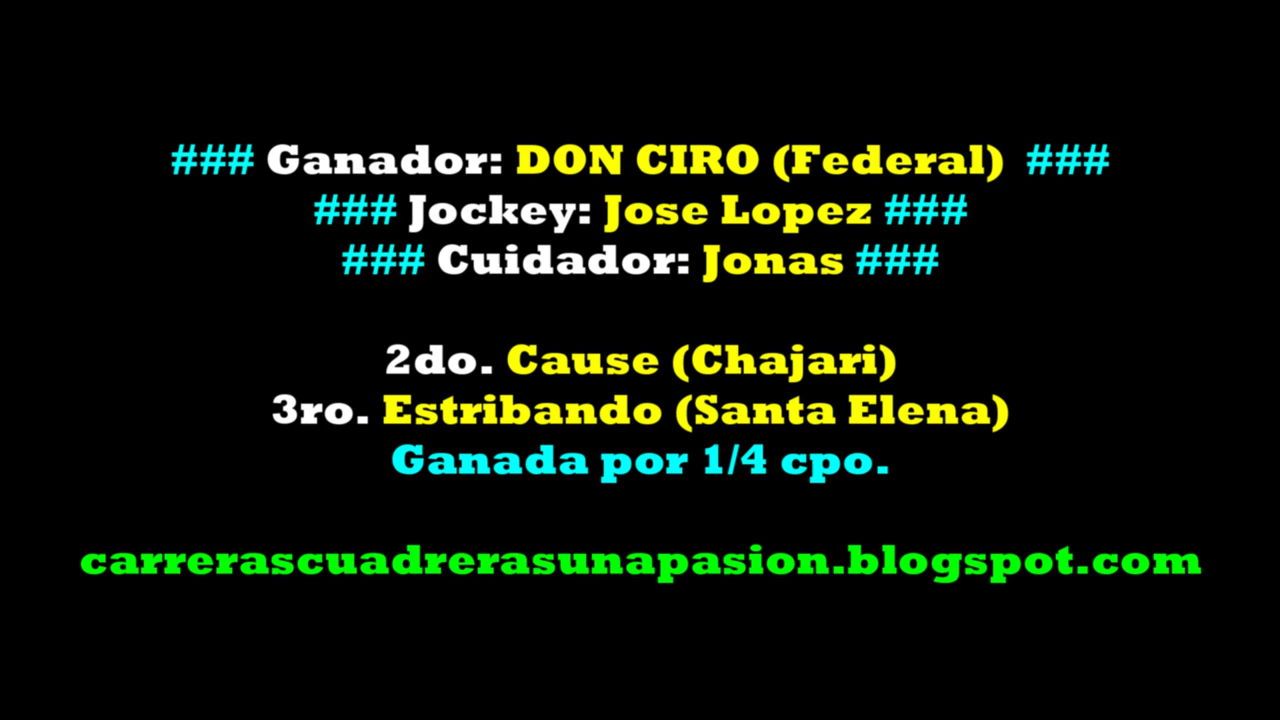 ### Ganador: DON CIRO (Federal) ###
### Jockey: Jose Lopez ###
### Cuidador: Jonas ###
2do. Cause (Chajari)
3ro. Estribando (Santa Elena)
Ganada por 1/4 cpo.
carrerascuadrerasunapasion.blogspot.com